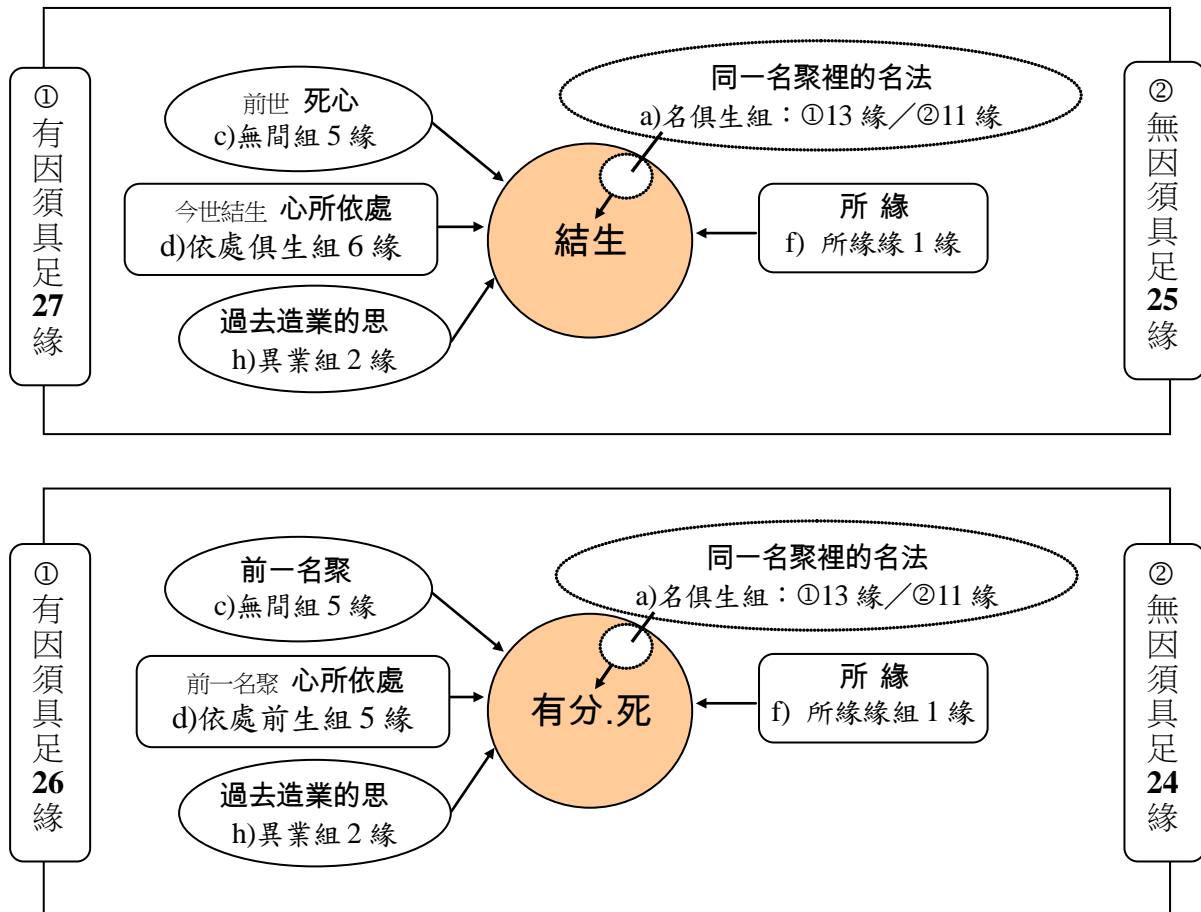 ①
有
因
須
具
足
27
緣
前世 死心
c)無間組 5 緣
今世結生 心所依處
d)依處俱生組 6 緣
過去造業的思
h)異業組 2 緣
結生
同一名聚裡的名法
a)名俱生組：①13 緣／②11 緣
所 緣
f) 所緣緣 1 緣
②
無
因
須
具
足
25
緣
①
有
因
須
具
足
26
緣
前一名聚
c)無間組 5 緣
前一名聚 心所依處
d)依處前生組 5 緣
過去造業的思
h)異業組 2 緣
有分.死
同一名聚裡的名法
a)名俱生組：①13 緣／②11 緣
所 緣
f) 所緣緣組 1 緣
②
無
因
須
具
足
24
緣